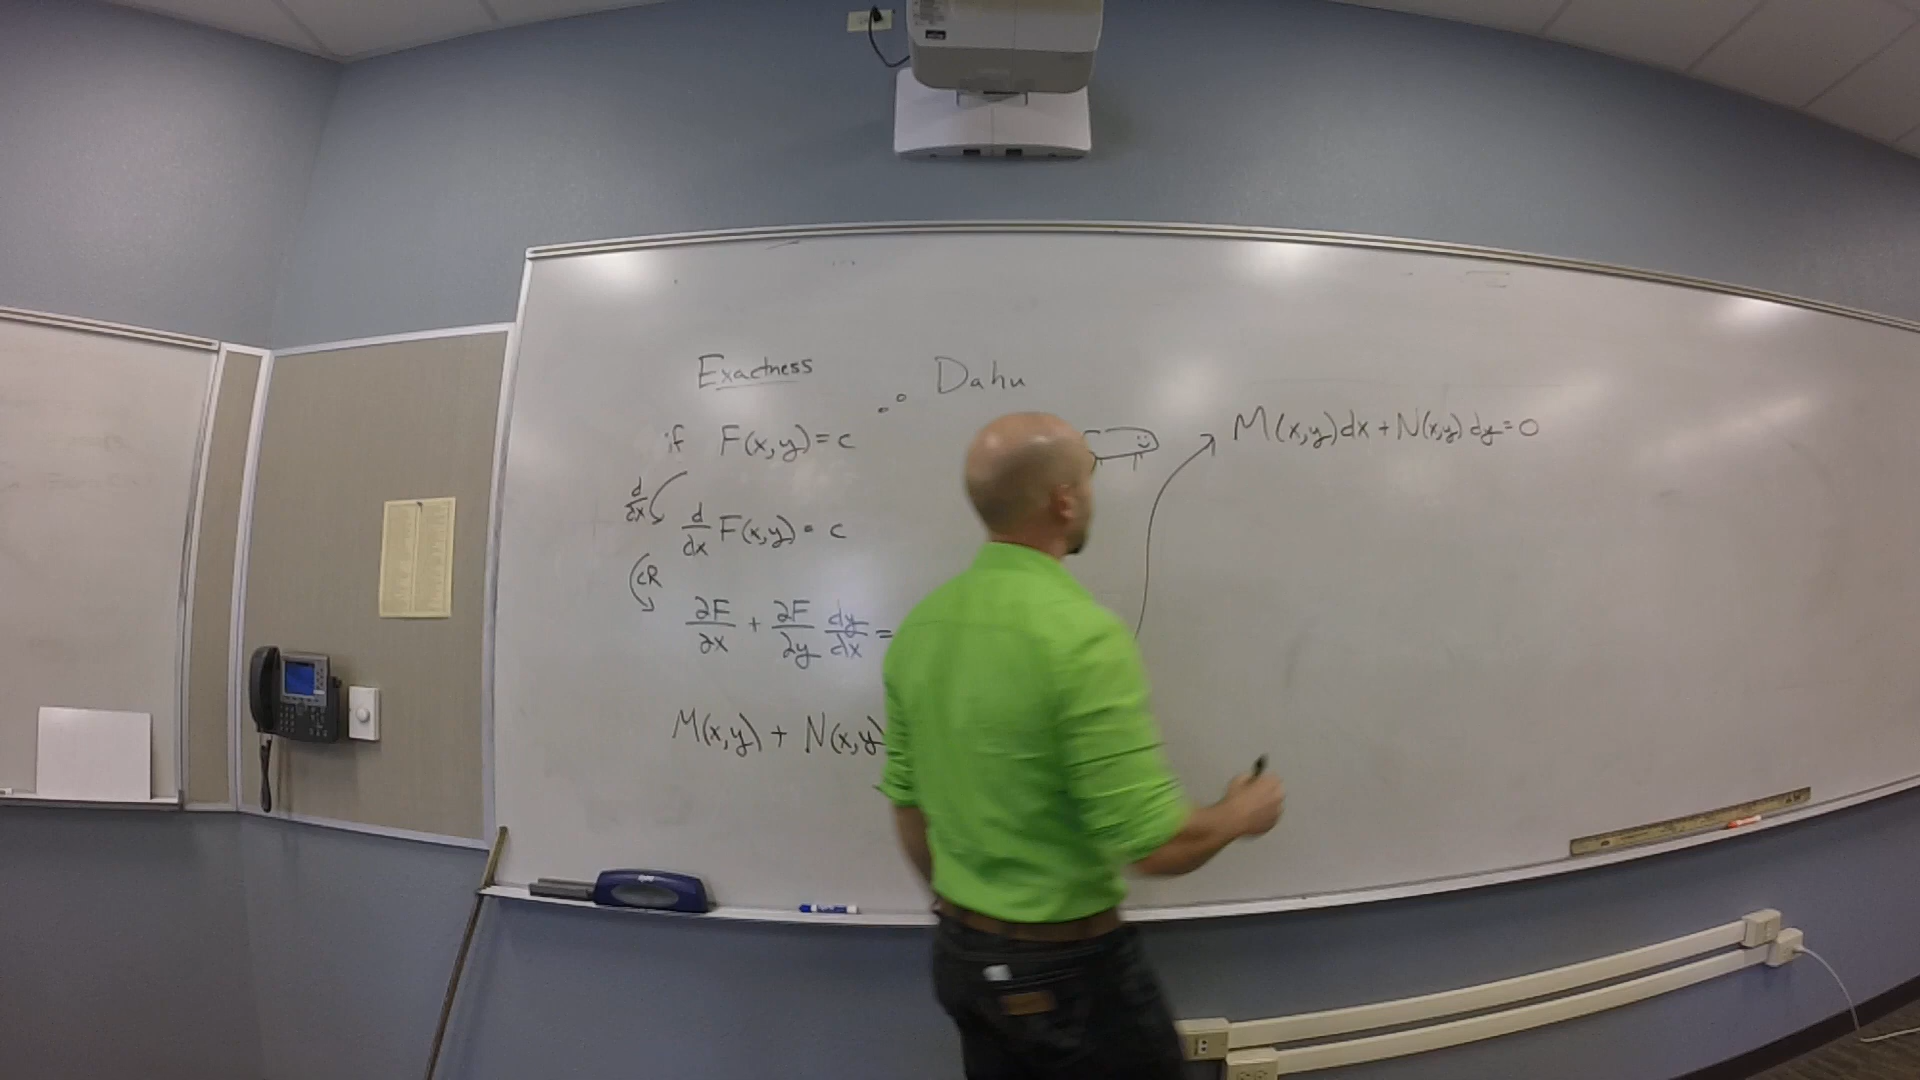 Exactness
Dahu
if F(x,y) = c
d/dx
d/dx F(x,y) = c
CR
∂F/∂x + ∂F/∂y dy/dx =
M(x,y) + N(x,y)
M(x,y)dx + N(x,y)dy = 0